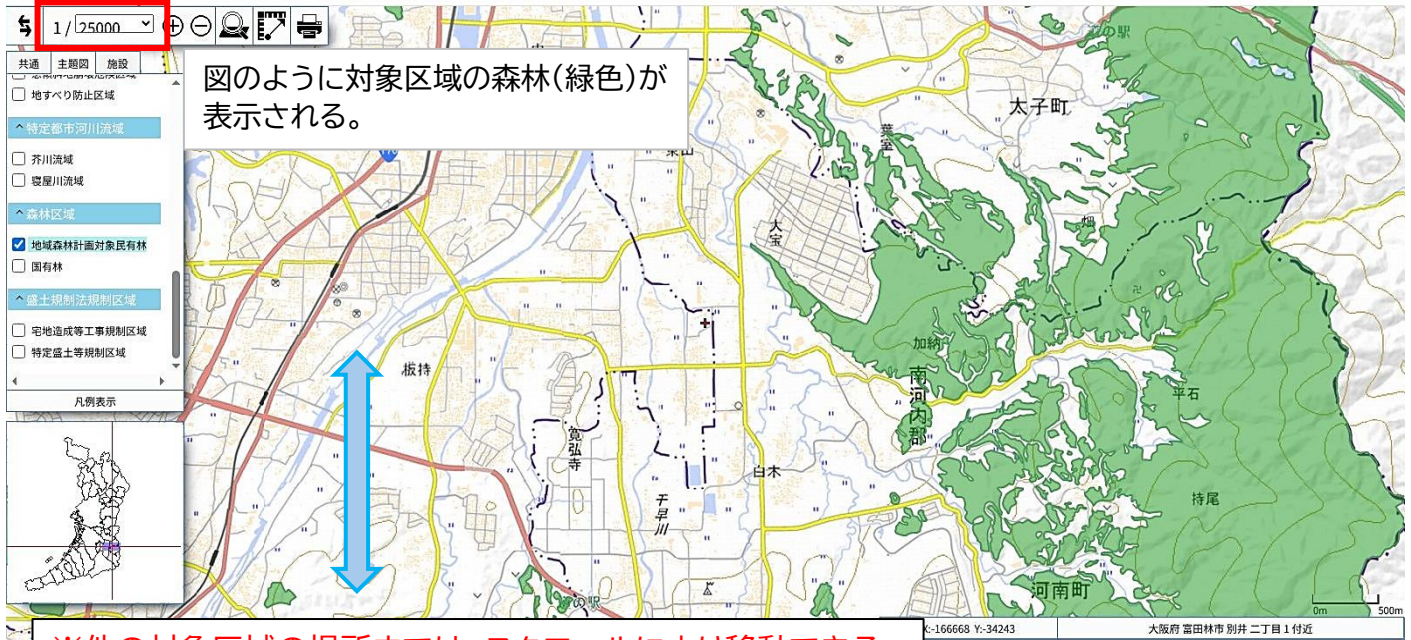 1 / 25000
共通 主題図 施設
地すべり防止区域
^特定都市河川流域
芥川流域
寝屋川流域
^森林区域
地域森林計画対象民有林
国有林
^盛土規制法規制区域
宅地造成等工事規制区域
特定盛土等規制区域
凡例表示
図のように対象区域の森林(緑色)が
表示される。
道の駅
太子町
葉室
大宝
畑
加納
南河内郡
平石
板持
寛弘寺
白木
千早川
持尾
道の駅
河南町
0m 500m
X:-166668 Y:-34243
大阪府 富田林市 別井 二丁目 1 付近